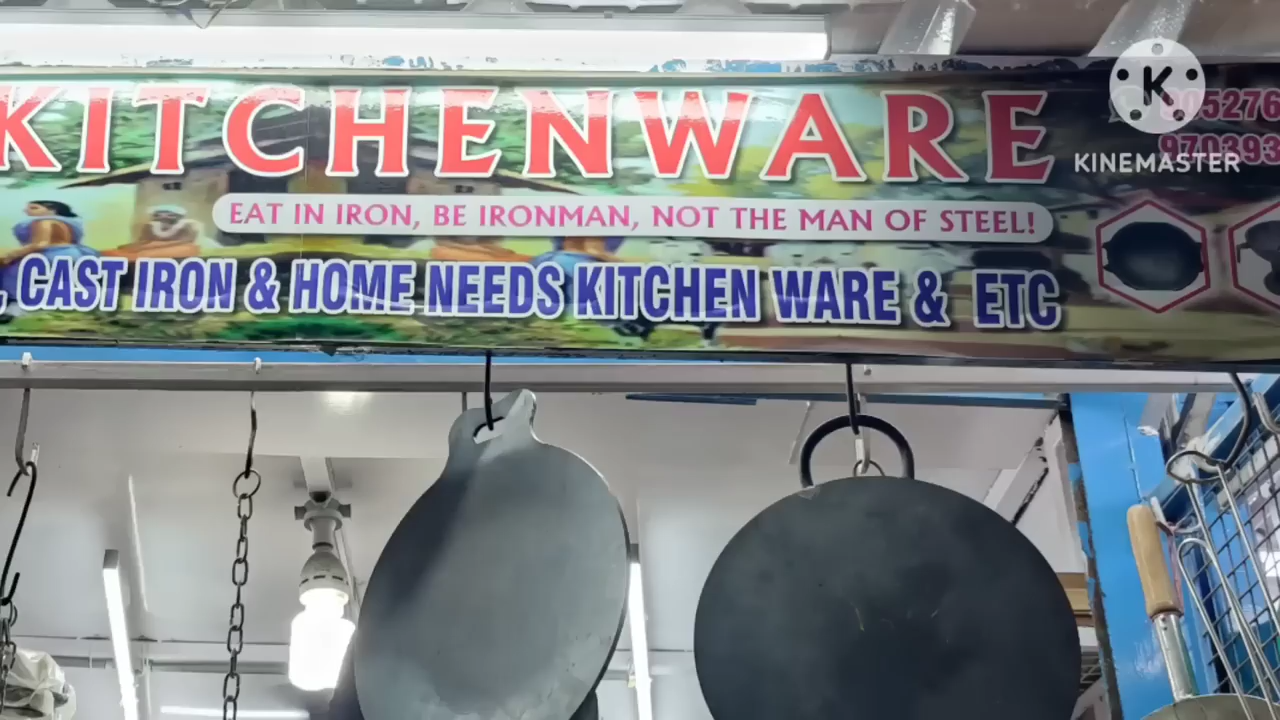 KITCHENWARE
EAT IN IRON, BE IRONMAN, NOT THE MAN OF STEEL!
CAST IRON & HOME NEEDS KITCHEN WARE & ETC
K
KINEMASTER
970393